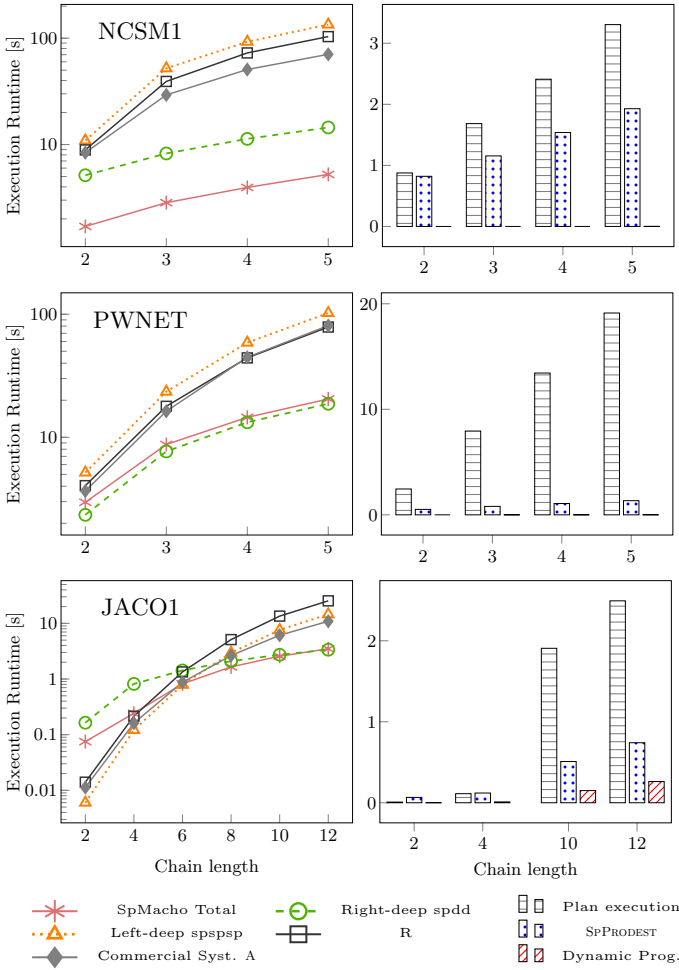 NCSM1
Execution Runtime [s]
100
10
2 3 4 5
3
2
1
0
2 3 4 5
PWNET
Execution Runtime [s]
100
10
2 3 4 5
20
10
0
2 3 4 5
JACO1
Execution Runtime [s]
10
1
0.1
0.01
2 4 6 8 10 12
Chain length
2
1
0
2 4 10 12
Chain length
SpMacho Total
Right-deep spdd
Plan execution
Left-deep spspsp
R
SpProdest
Commercial Syst. A
Dynamic Prog.